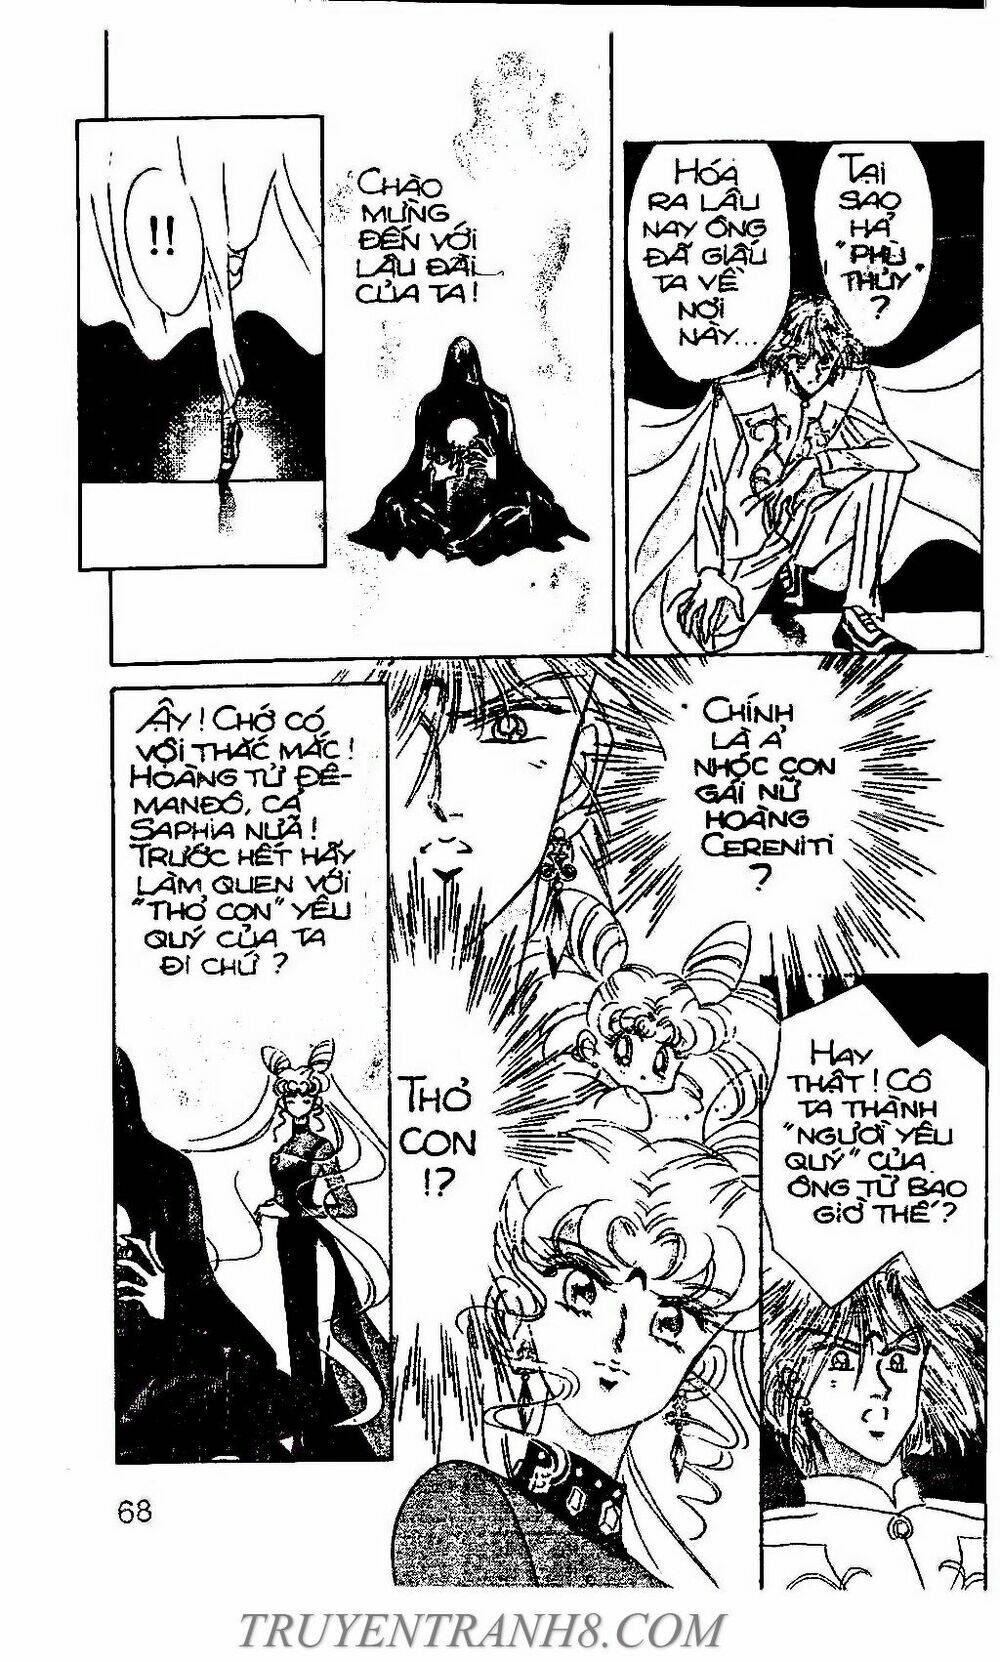 TẠI
SAO
HẢ
"PHÙ
THỦY"
?
HÓA
RA LÂU
NAY ÔNG
ĐÃ GIẤU
TA VỀ
NƠI
NÀY...
CHÀO
MỪNG
ĐẾN VỚI
LÂU ĐÀI
CỦA TA!
!!
CHÍNH
LÀ Ả
NHÓC CON
GÁI NỮ
HOÀNG
CERENITI
?
ẤY! CHỚ CÓ
VỘI THẮC MẮC!
HOÀNG TỬ ĐÊ-
MANĐÔ, CẢ
SAPHIA NỮA!
TRƯỚC HẾT HÃY
LÀM QUEN VỚI
"THỎ CON" YÊU
QUÝ CỦA TA
ĐI CHỨ?
HAY
THẬT! CÔ
TA THÀNH
"NGƯỜI YÊU
QUÝ" CỦA
ÔNG TỪ BAO
GIỜ THẾ?
THỎ
CON
!?
68
TRUYENTRANH8.COM